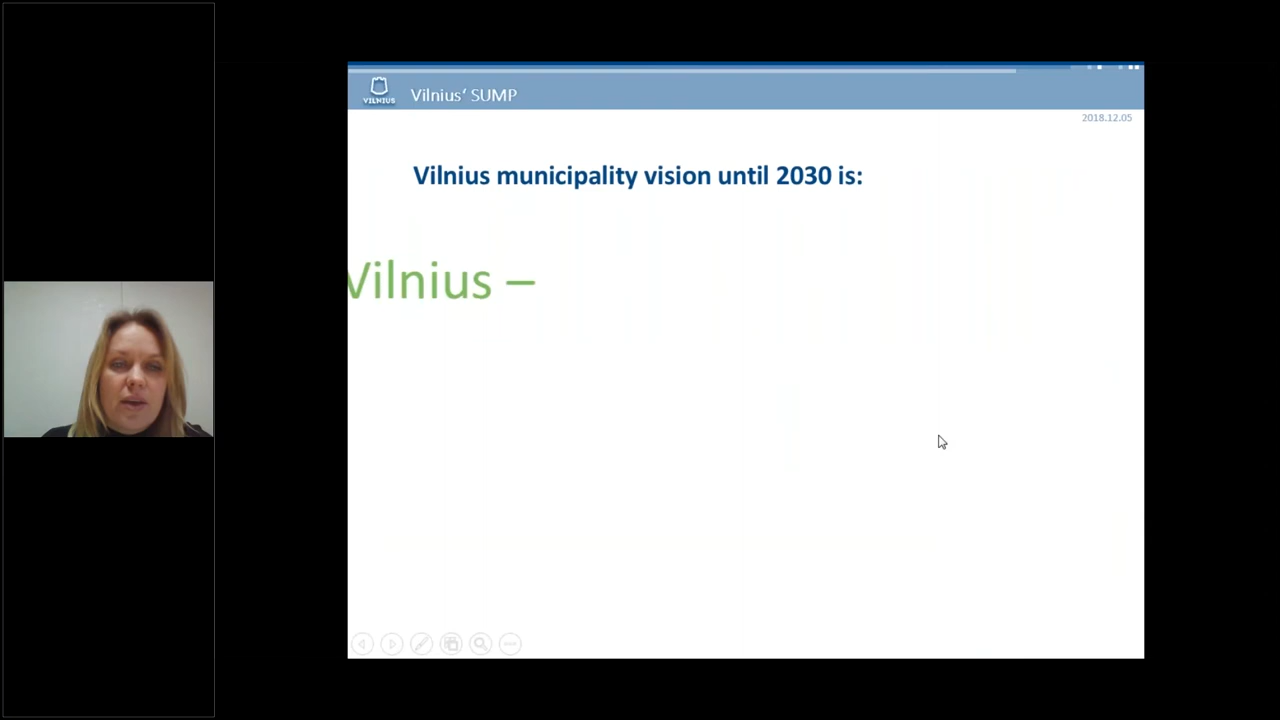 VILNIUS
Vilnius‘ SUMP
2018.12.05
Vilnius municipality vision until 2030 is:
Vilnius –